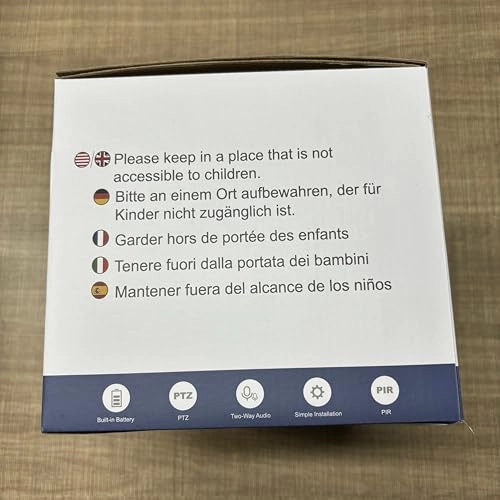 Please keep in a place that is not
accessible to children.
Bitte an einem Ort aufbewahren, der für
Kinder nicht zugänglich ist.
Garder hors de portée des enfants
Tenere fuori dalla portata dei bambini
Mantener fuera del alcance de los niños
PTZ PIR
Built-in Battery PTZ Two-Way Audio Simple Installation PIR